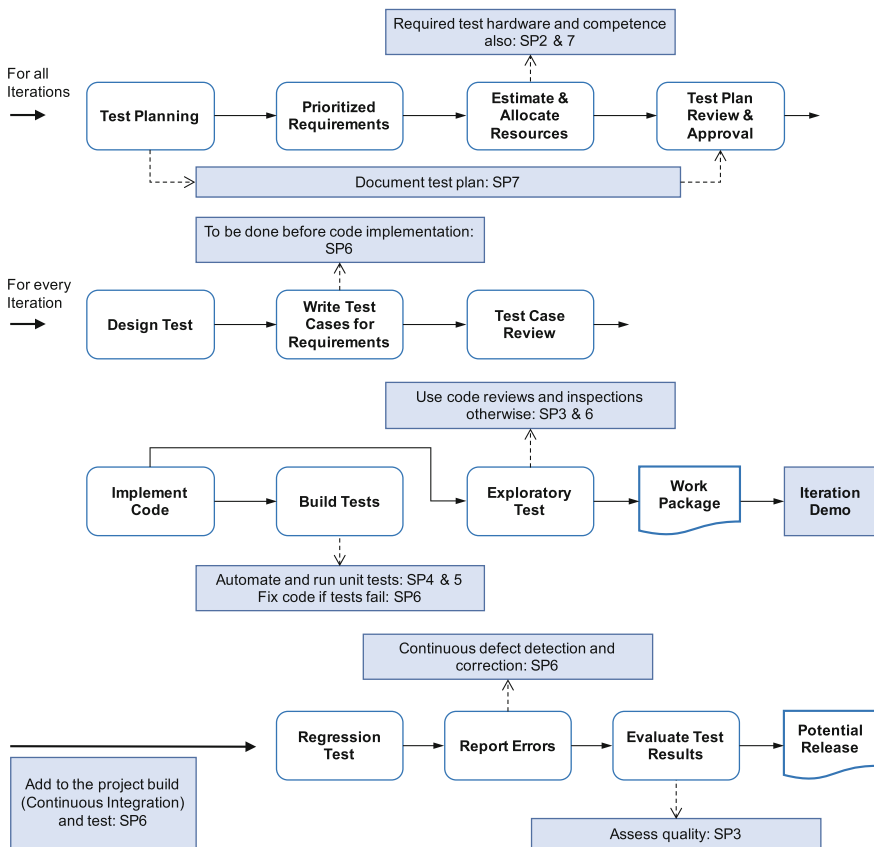 Required test hardware and competence
also: SP2 & 7
For all
Iterations
Test Planning
Prioritized
Requirements
Estimate &
Allocate
Resources
Test Plan
Review &
Approval
Document test plan: SP7
To be done before code implementation:
SP6
For every
Iteration
Design Test
Write Test
Cases for
Requirements
Test Case
Review
Use code reviews and inspections
otherwise: SP3 & 6
Implement
Code
Build Tests
Exploratory
Test
Work
Package
Iteration
Demo
Automate and run unit tests: SP4 & 5
Fix code if tests fail: SP6
Continuous defect detection and
correction: SP6
Regression
Test
Report Errors
Evaluate Test
Results
Potential
Release
Add to the project build
(Continuous Integration)
and test: SP6
Assess quality: SP3